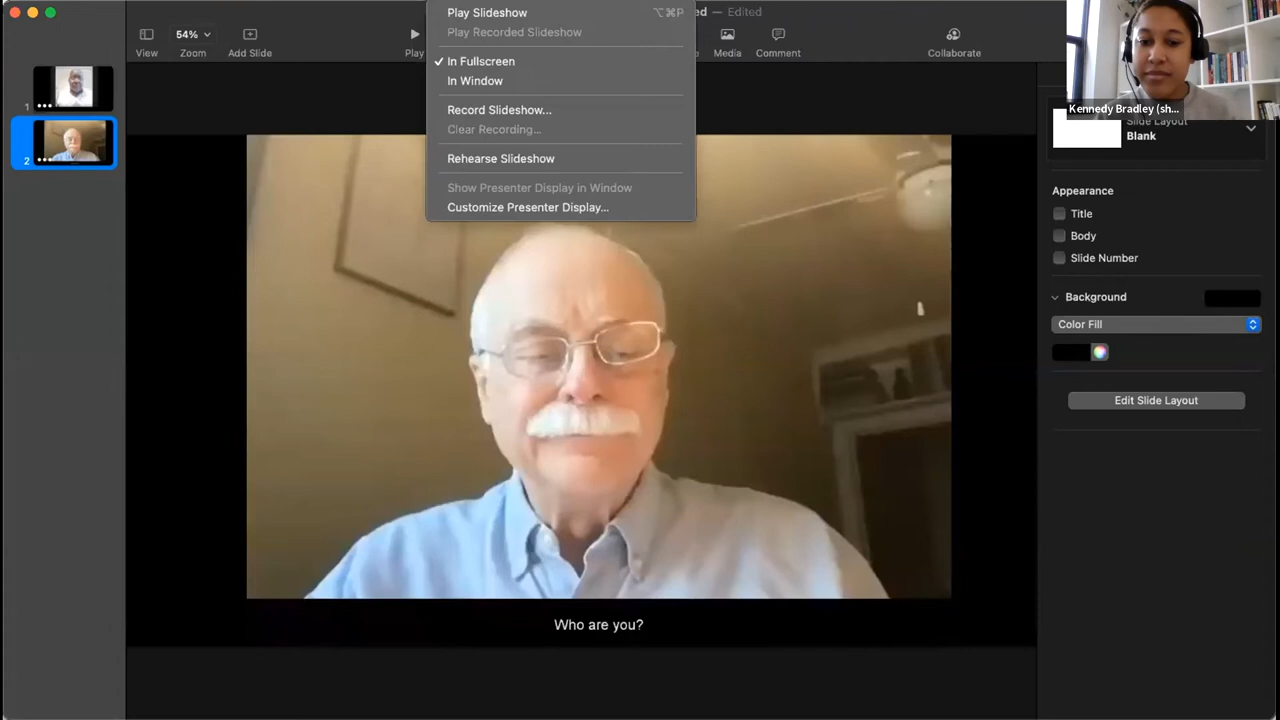 Play Slideshow ⌥⌘P
Play Recorded Slideshow
✓ In Fullscreen
In Window
Record Slideshow...
Clear Recording...
Rehearse Slideshow
Show Presenter Display in Window
Customize Presenter Display...
— Edited
54%
View
Zoom
Add Slide
Play
Media
Comment
Collaborate
Kennedy Bradley (sh...
Slide Layout
Blank
1
2
Appearance
Title
Body
Slide Number
Background
Color Fill
Edit Slide Layout
Who are you?